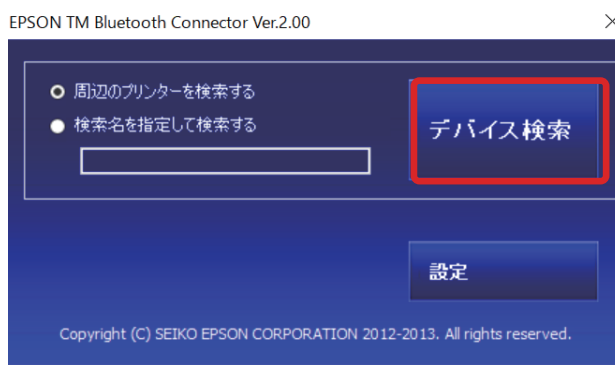 EPSON TM Bluetooth Connector Ver.2.00
周辺のプリンターを検索する
検索名を指定して検索する
デバイス検索
設定
Copyright (C) SEIKO EPSON CORPORATION 2012-2013. All rights reserved.